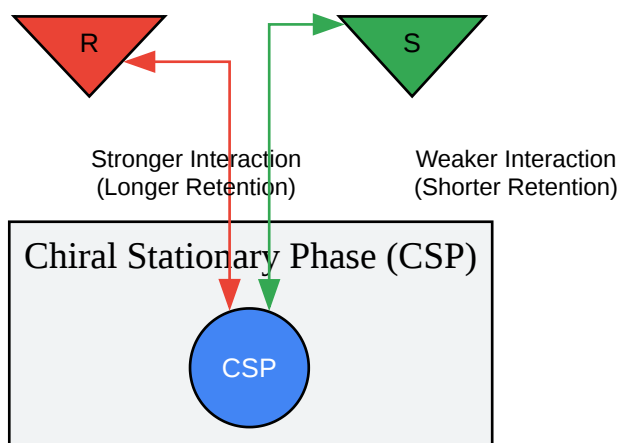 R
S
Stronger Interaction
(Longer Retention)
Weaker Interaction
(Shorter Retention)
Chiral Stationary Phase (CSP)
CSP